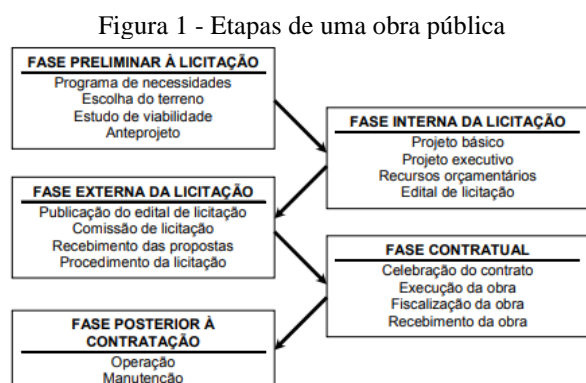 Figura 1 - Etapas de uma obra pública
FASE PRELIMINAR À LICITAÇÃO
Programa de necessidades
Escolha do terreno
Estudo de viabilidade
Anteprojeto
FASE INTERNA DA LICITAÇÃO
Projeto básico
Projeto executivo
Recursos orçamentários
Edital de licitação
FASE EXTERNA DA LICITAÇÃO
Publicação do edital de licitação
Comissão de licitação
Recebimento das propostas
Procedimento da licitação
FASE CONTRATUAL
Celebração do contrato
Execução da obra
Fiscalização da obra
Recebimento da obra
FASE POSTERIOR À
CONTRATAÇÃO
Operação
Manutenção